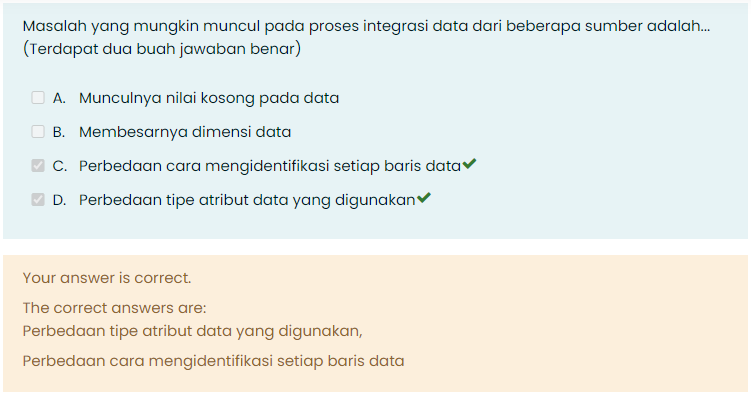 Masalah yang mungkin muncul pada proses integrasi data dari beberapa sumber adalah...
(Terdapat dua buah jawaban benar)
A. Munculnya nilai kosong pada data
B. Membesarnya dimensi data
C. Perbedaan cara mengidentifikasi setiap baris data
D. Perbedaan tipe atribut data yang digunakan
Your answer is correct.
The correct answers are:
Perbedaan tipe atribut data yang digunakan,
Perbedaan cara mengidentifikasi setiap baris data